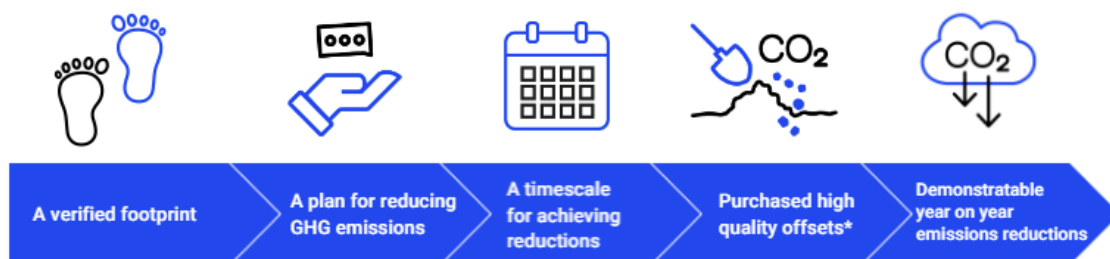 CO2
CO2
A verified footprint
A plan for reducing
GHG emissions
A timescale
for achieving
reductions
Purchased high
quality offsets*
Demonstratable
year on year
emissions reductions